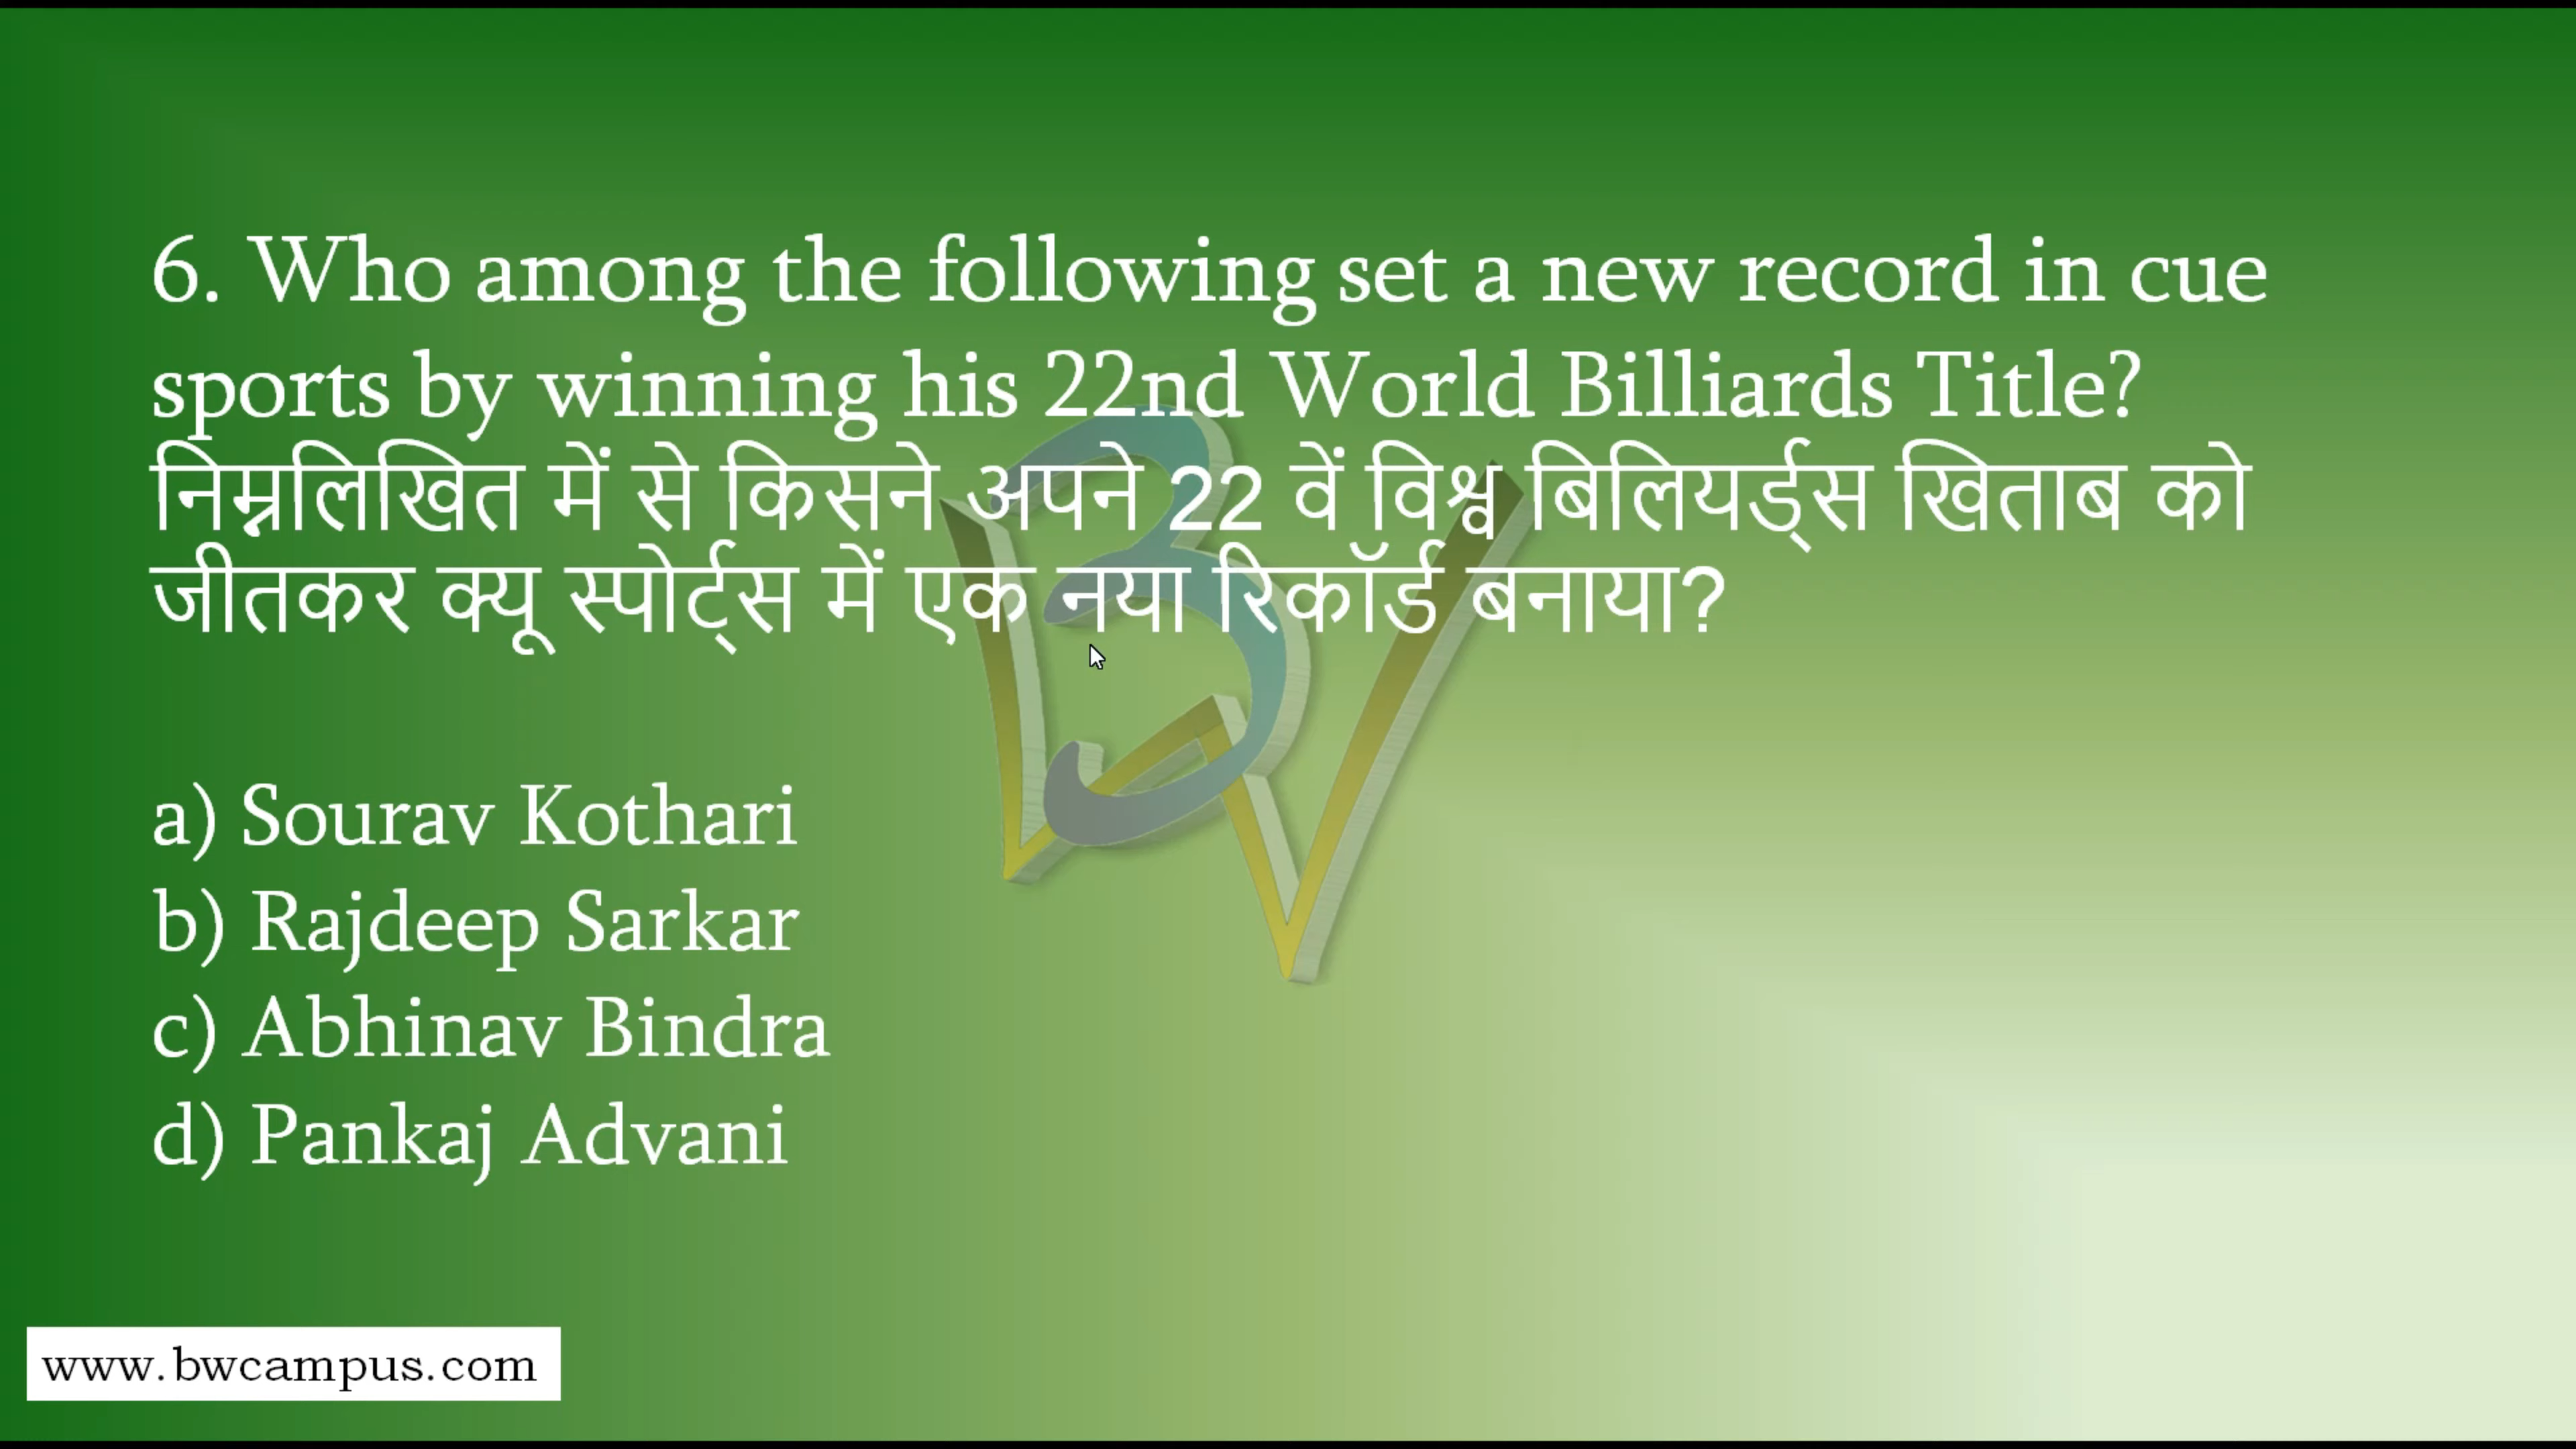 6. Who among the following set a new record in cue
sports by winning his 22nd World Billiards Title?
निम्नलिखित में से किसने अपने 22 वें विश्व बिलियर्ड्स खिताब को
जीतकर क्यू स्पोर्ट्स में एक नया रिकॉर्ड बनाया?
a) Sourav Kothari
b) Rajdeep Sarkar
c) Abhinav Bindra
d) Pankaj Advani
www.bwcampus.com